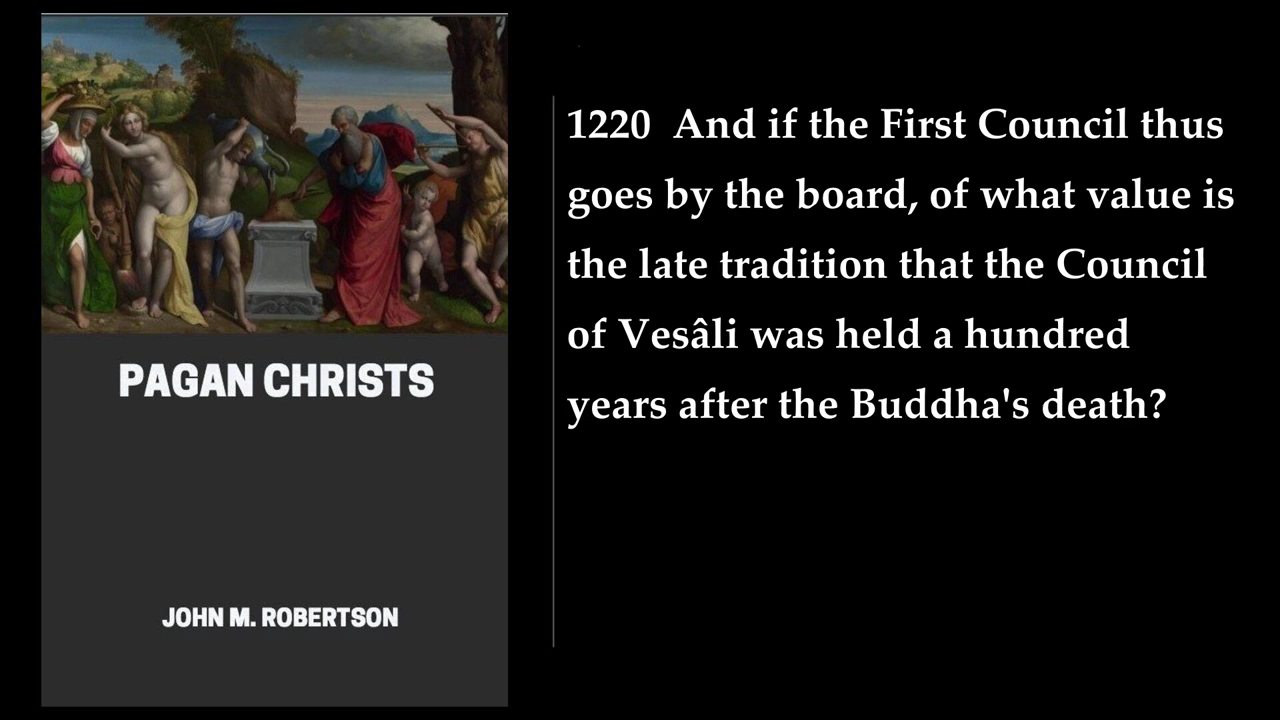 PAGAN CHRISTS
JOHN M. ROBERTSON
1220  And if the First Council thus
goes by the board, of what value is
the late tradition that the Council
of Vesâli was held a hundred
years after the Buddha's death?